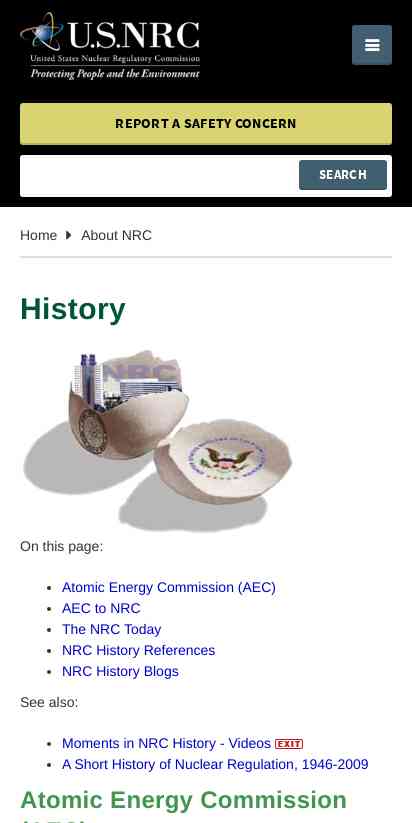 U.S.NRC
United States Nuclear Regulatory Commission
Protecting People and the Environment
REPORT A SAFETY CONCERN
SEARCH
Home About NRC
History
NRC
On this page:
Atomic Energy Commission (AEC)
AEC to NRC
The NRC Today
NRC History References
NRC History Blogs
See also:
Moments in NRC History - Videos EXIT
A Short History of Nuclear Regulation, 1946-2009
Atomic Energy Commission
(AEC)